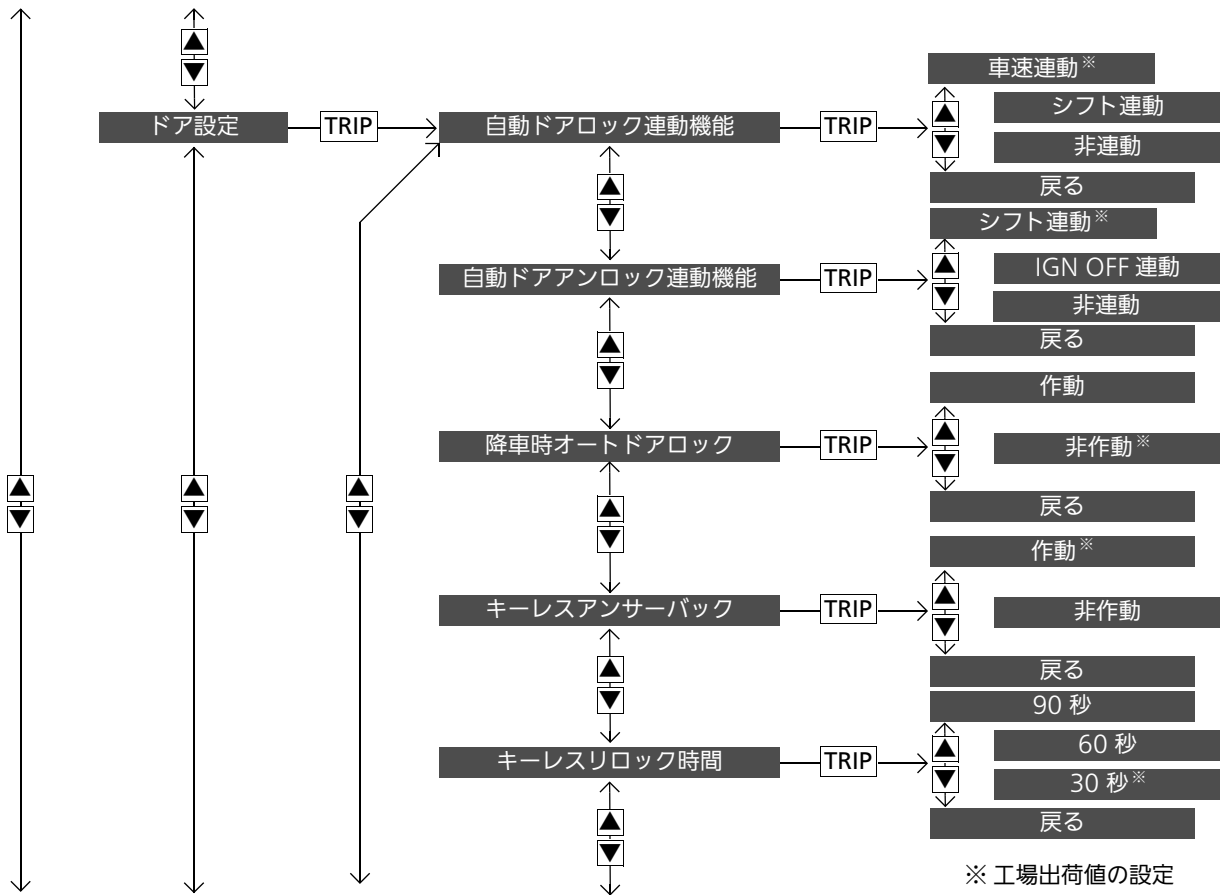 車速連動※
ドア設定
TRIP
自動ドアロック連動機能
TRIP
シフト連動
非連動
戻る
シフト連動※
自動ドアアンロック連動機能
TRIP
IGN OFF 連動
非連動
戻る
作動
降車時オートドアロック
TRIP
非作動※
戻る
作動※
キーレスアンサーバック
TRIP
非作動
戻る
90 秒
キーレスリロック時間
TRIP
60 秒
30 秒※
戻る
※ 工場出荷値の設定